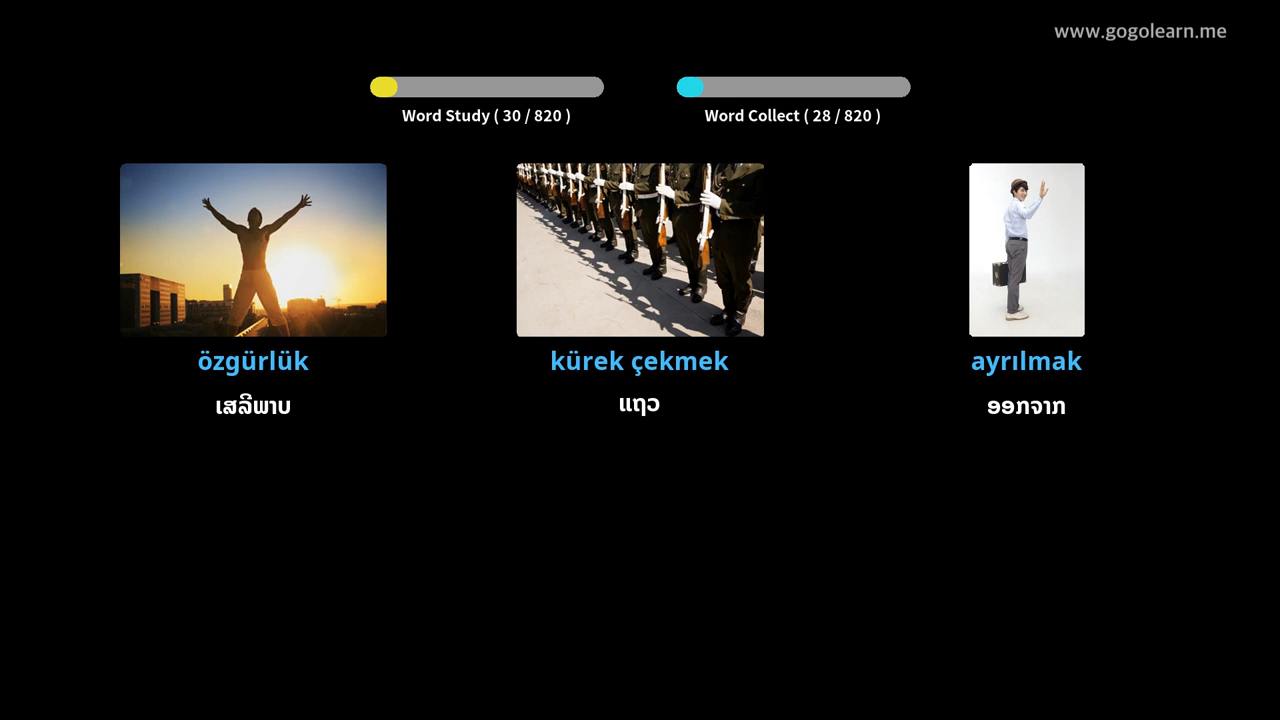 www.gogolearn.me
Word Study ( 30 / 820 )
Word Collect ( 28 / 820 )
özgürlük
kürek çekmek
ayrılmak
ເສລີພາບ
ແຖວ
ອອກຈາກ